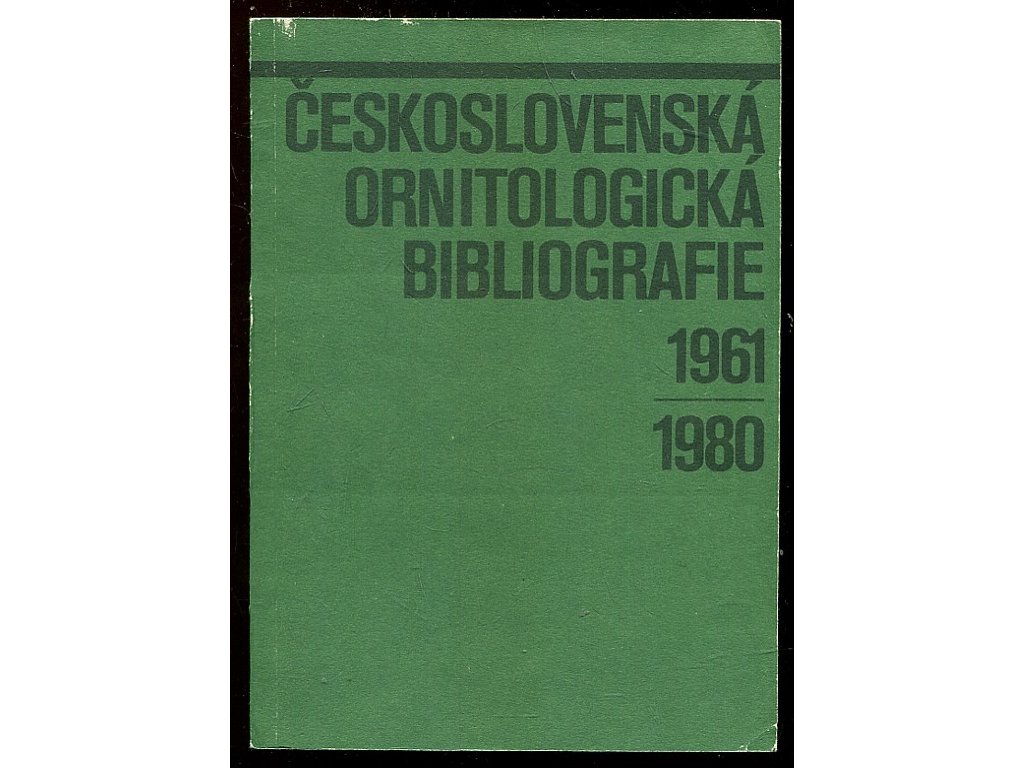 ČESKOSLOVENSKÁ
ORNITOLOGICKÁ
BIBLIOGRAFIE
1961
1980